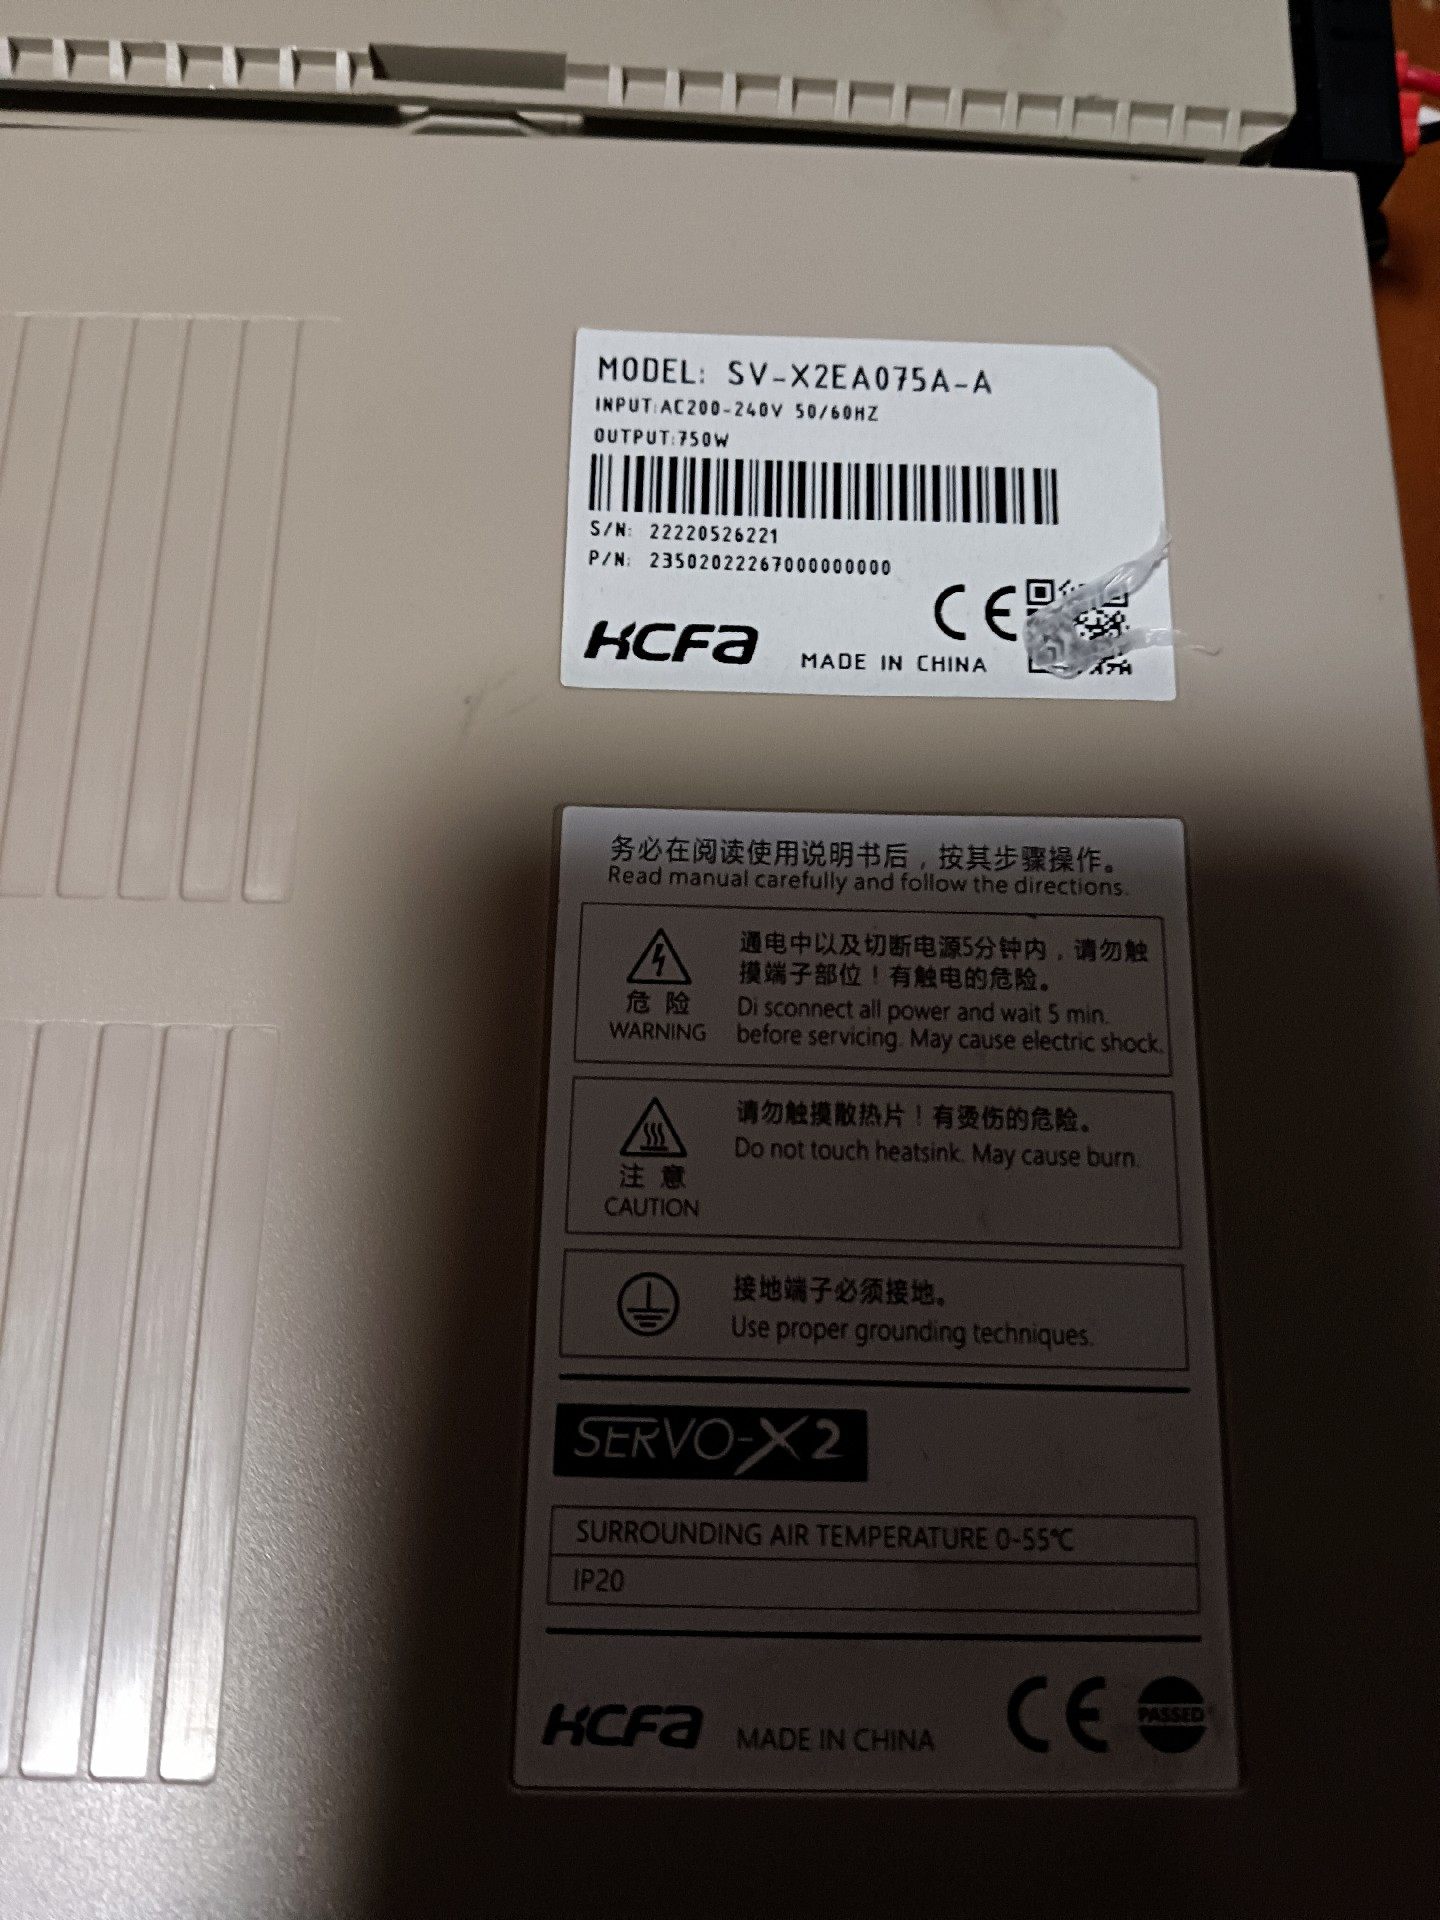 MODEL: SV-X2EA075A-A
INPUT:AC200-240V 50/60HZ
OUTPUT:750W
S/N: 22220526221
P/N: 23502022267000000000
HCFA MADE IN CHINA CE
务必在阅读使用说明书后，按其步骤操作。
Read manual carefully and follow the directions.
危 险
WARNING
通电中以及切断电源5分钟内，请勿触
摸端子部位！有触电的危险。
Di sconnect all power and wait 5 min.
before servicing. May cause electric shock.
注 意
CAUTION
请勿触摸散热片！有烫伤的危险。
Do not touch heatsink. May cause burn.
接地端子必须接地。
Use proper grounding techniques.
SERVO-X2
SURROUNDING AIR TEMPERATURE 0-55℃
IP20
HCFA MADE IN CHINA CE PASSED